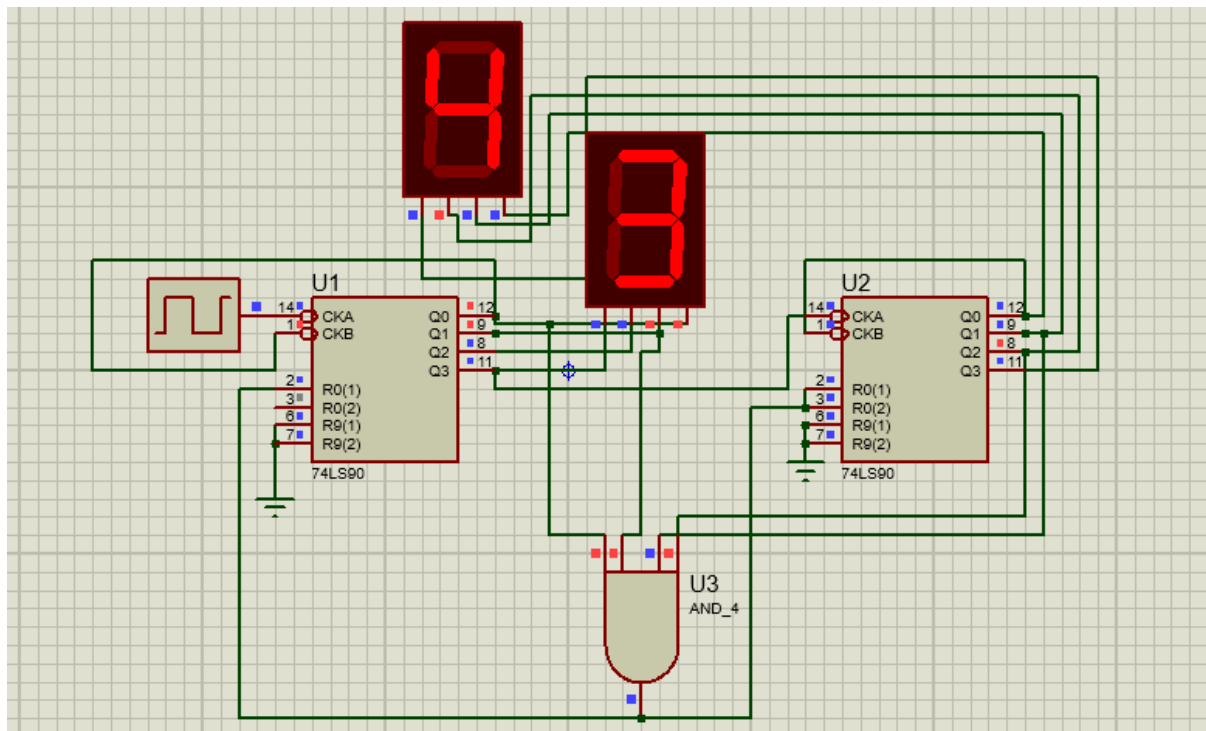 4
3
U1
14
CKA
1
CKB
2
R0(1)
3
R0(2)
6
R9(1)
7
R9(2)
Q0
12
Q1
9
Q2
8
Q3
11
74LS90
U2
14
CKA
1
CKB
2
R0(1)
3
R0(2)
6
R9(1)
7
R9(2)
Q0
12
Q1
9
Q2
8
Q3
11
74LS90
U3
AND_4